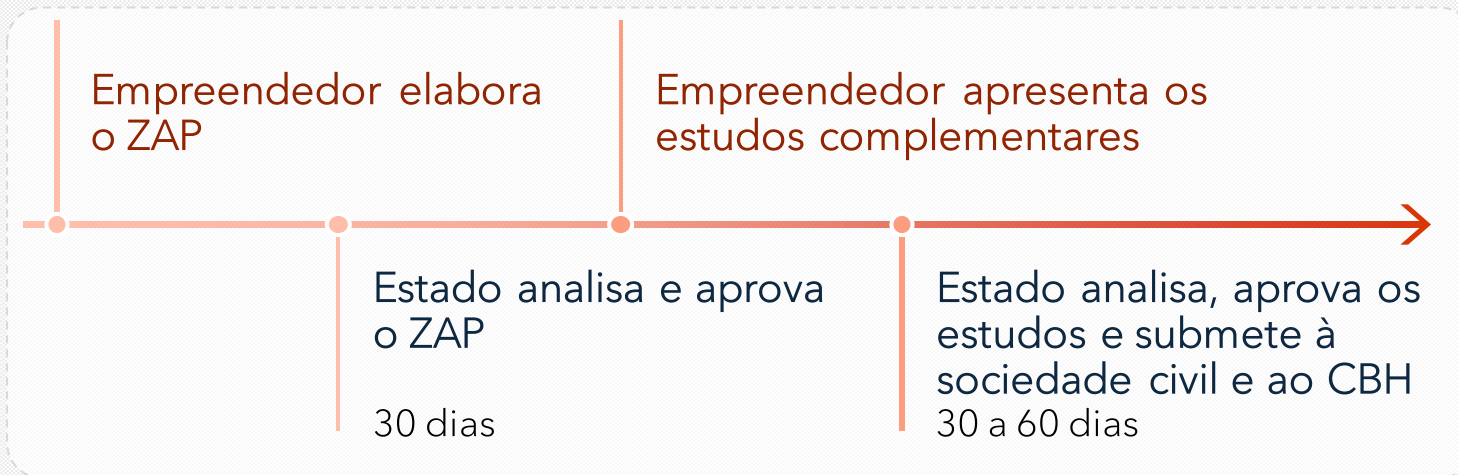 Empreendedor elabora
o ZAP
Estado analisa e aprova
o ZAP
30 dias
Empreendedor apresenta os
estudos complementares
Estado analisa, aprova os
estudos e submete à
sociedade civil e ao CBH
30 a 60 dias